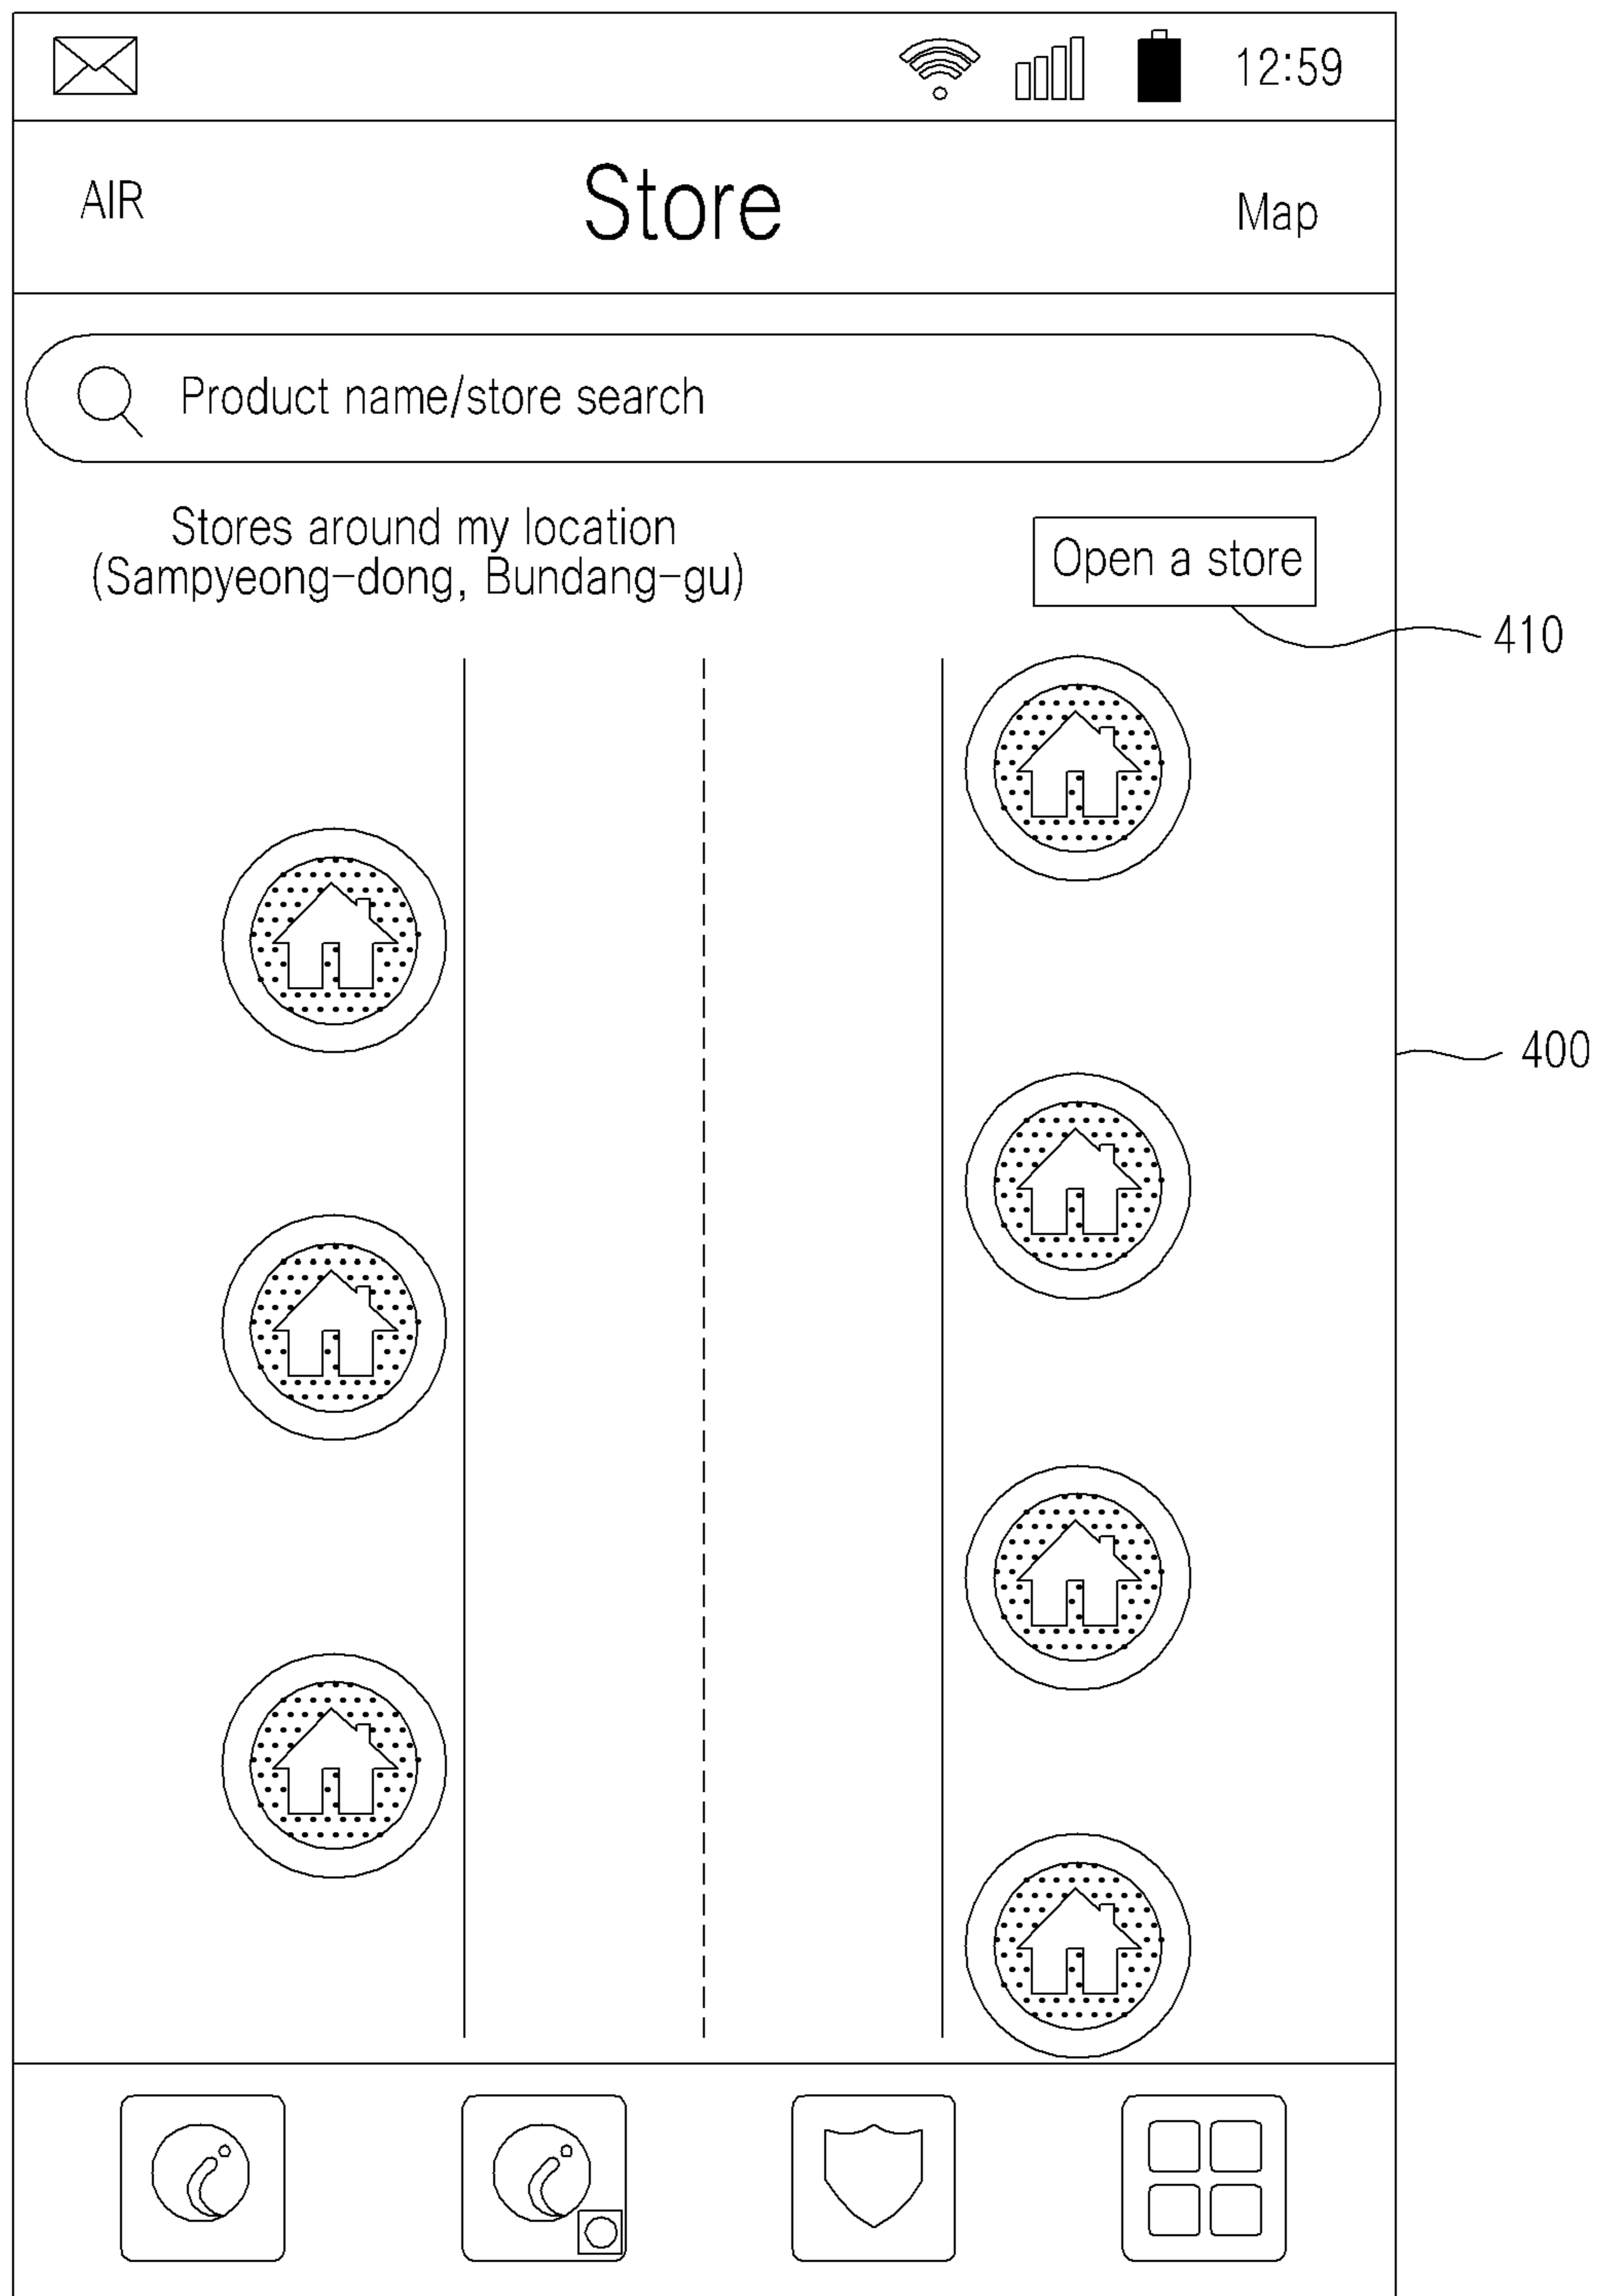 12:59
AIR
Store
Map
Product name/store search
Stores around my location
(Sampyeong-dong, Bundang-gu)
Open a store
410
400